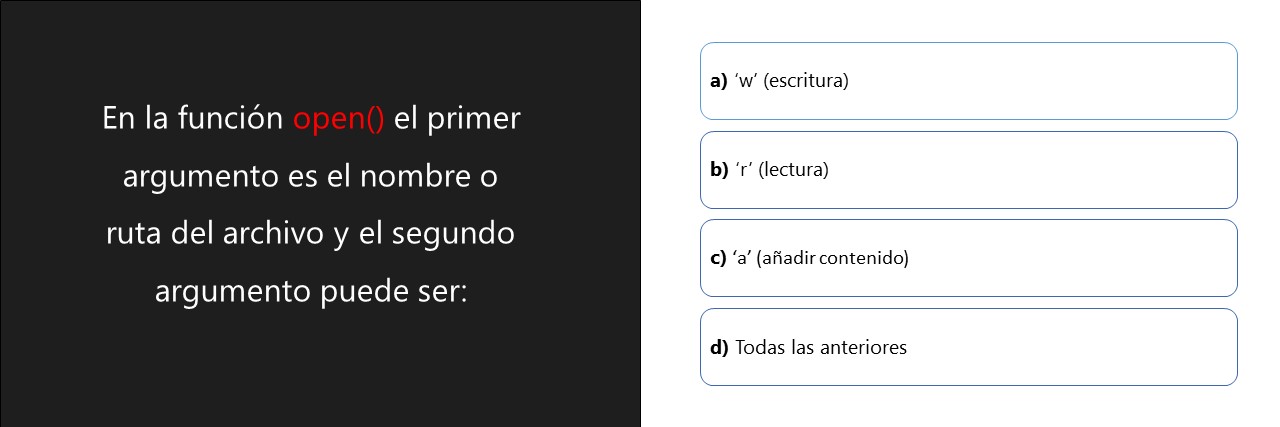 En la función open() el primer
argumento es el nombre o
ruta del archivo y el segundo
argumento puede ser:
a) ‘w’ (escritura)
b) ‘r’ (lectura)
c) ‘a’ (añadir contenido)
d) Todas las anteriores